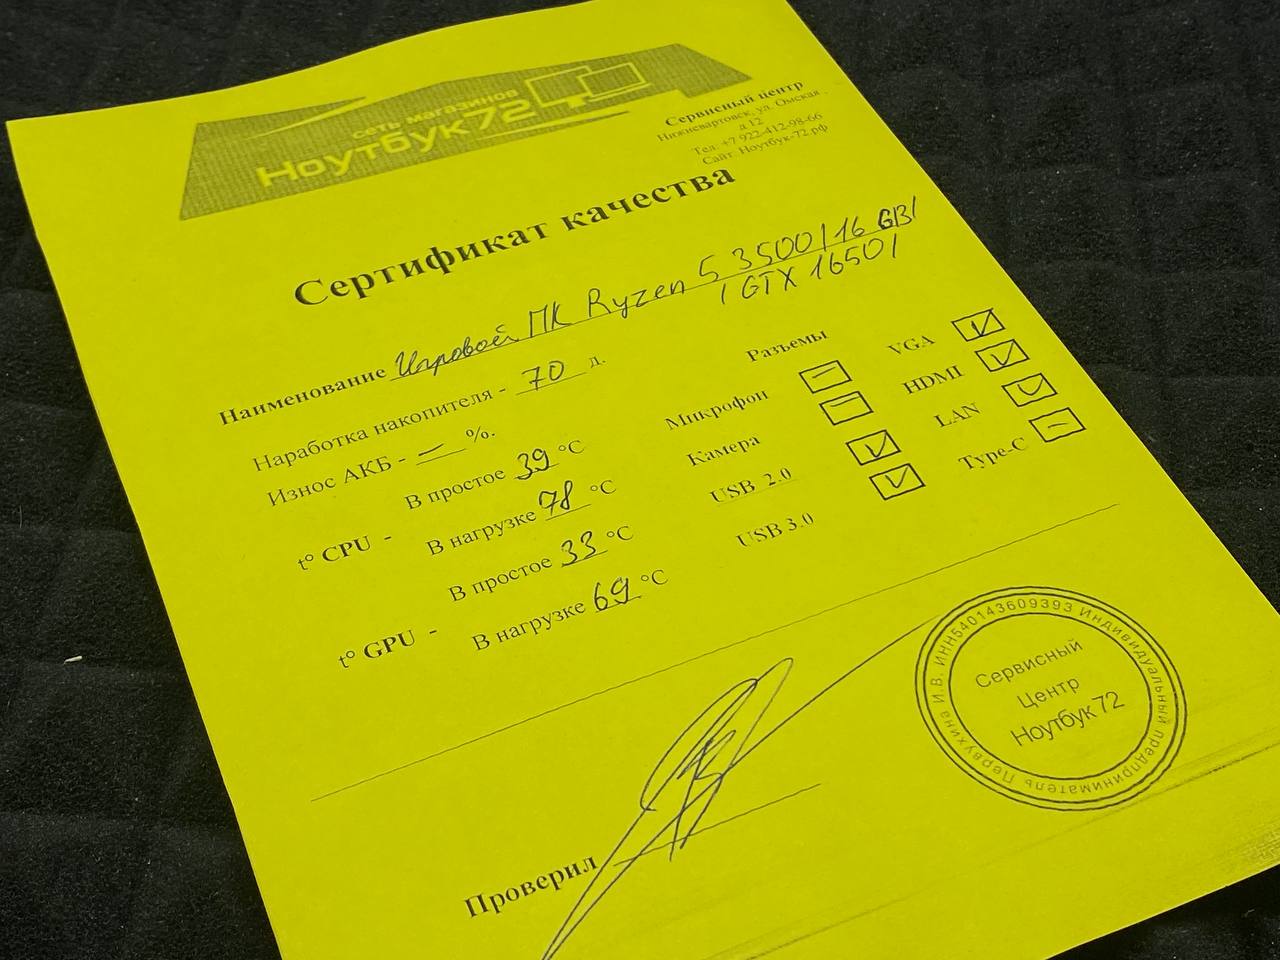 сеть магазинов
Ноутбук72
Сервисный центр
Нижневартовск, ул. Омская,
д.12
Тел: +7 922-412-98-66
Сайт: Ноутбук-72.рф
Сертификат качества
Наименование Игровой ПК Ryzen 5 3500 / 16 GB /
/ GTX 1650 /
Наработка накопителя - 70 д.
Износ АКБ - — %.
t° CPU - В простое 39 °C
В нагрузке 78 °C
t° GPU - В простое 33 °C
В нагрузке 69 °C
Разъемы
Микрофон
Камера
USB 2.0
USB 3.0
VGA
HDMI
LAN
Type-C
Проверил
Индивидуальный предприниматель Первухина И.В. ИНН540143609393
Сервисный
Центр
Ноутбук 72